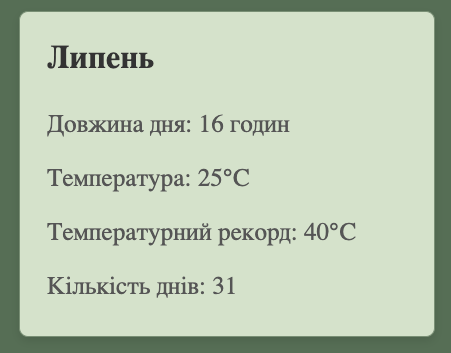 Липень
Довжина дня: 16 годин
Температура: 25°C
Температурний рекорд: 40°C
Кількість днів: 31